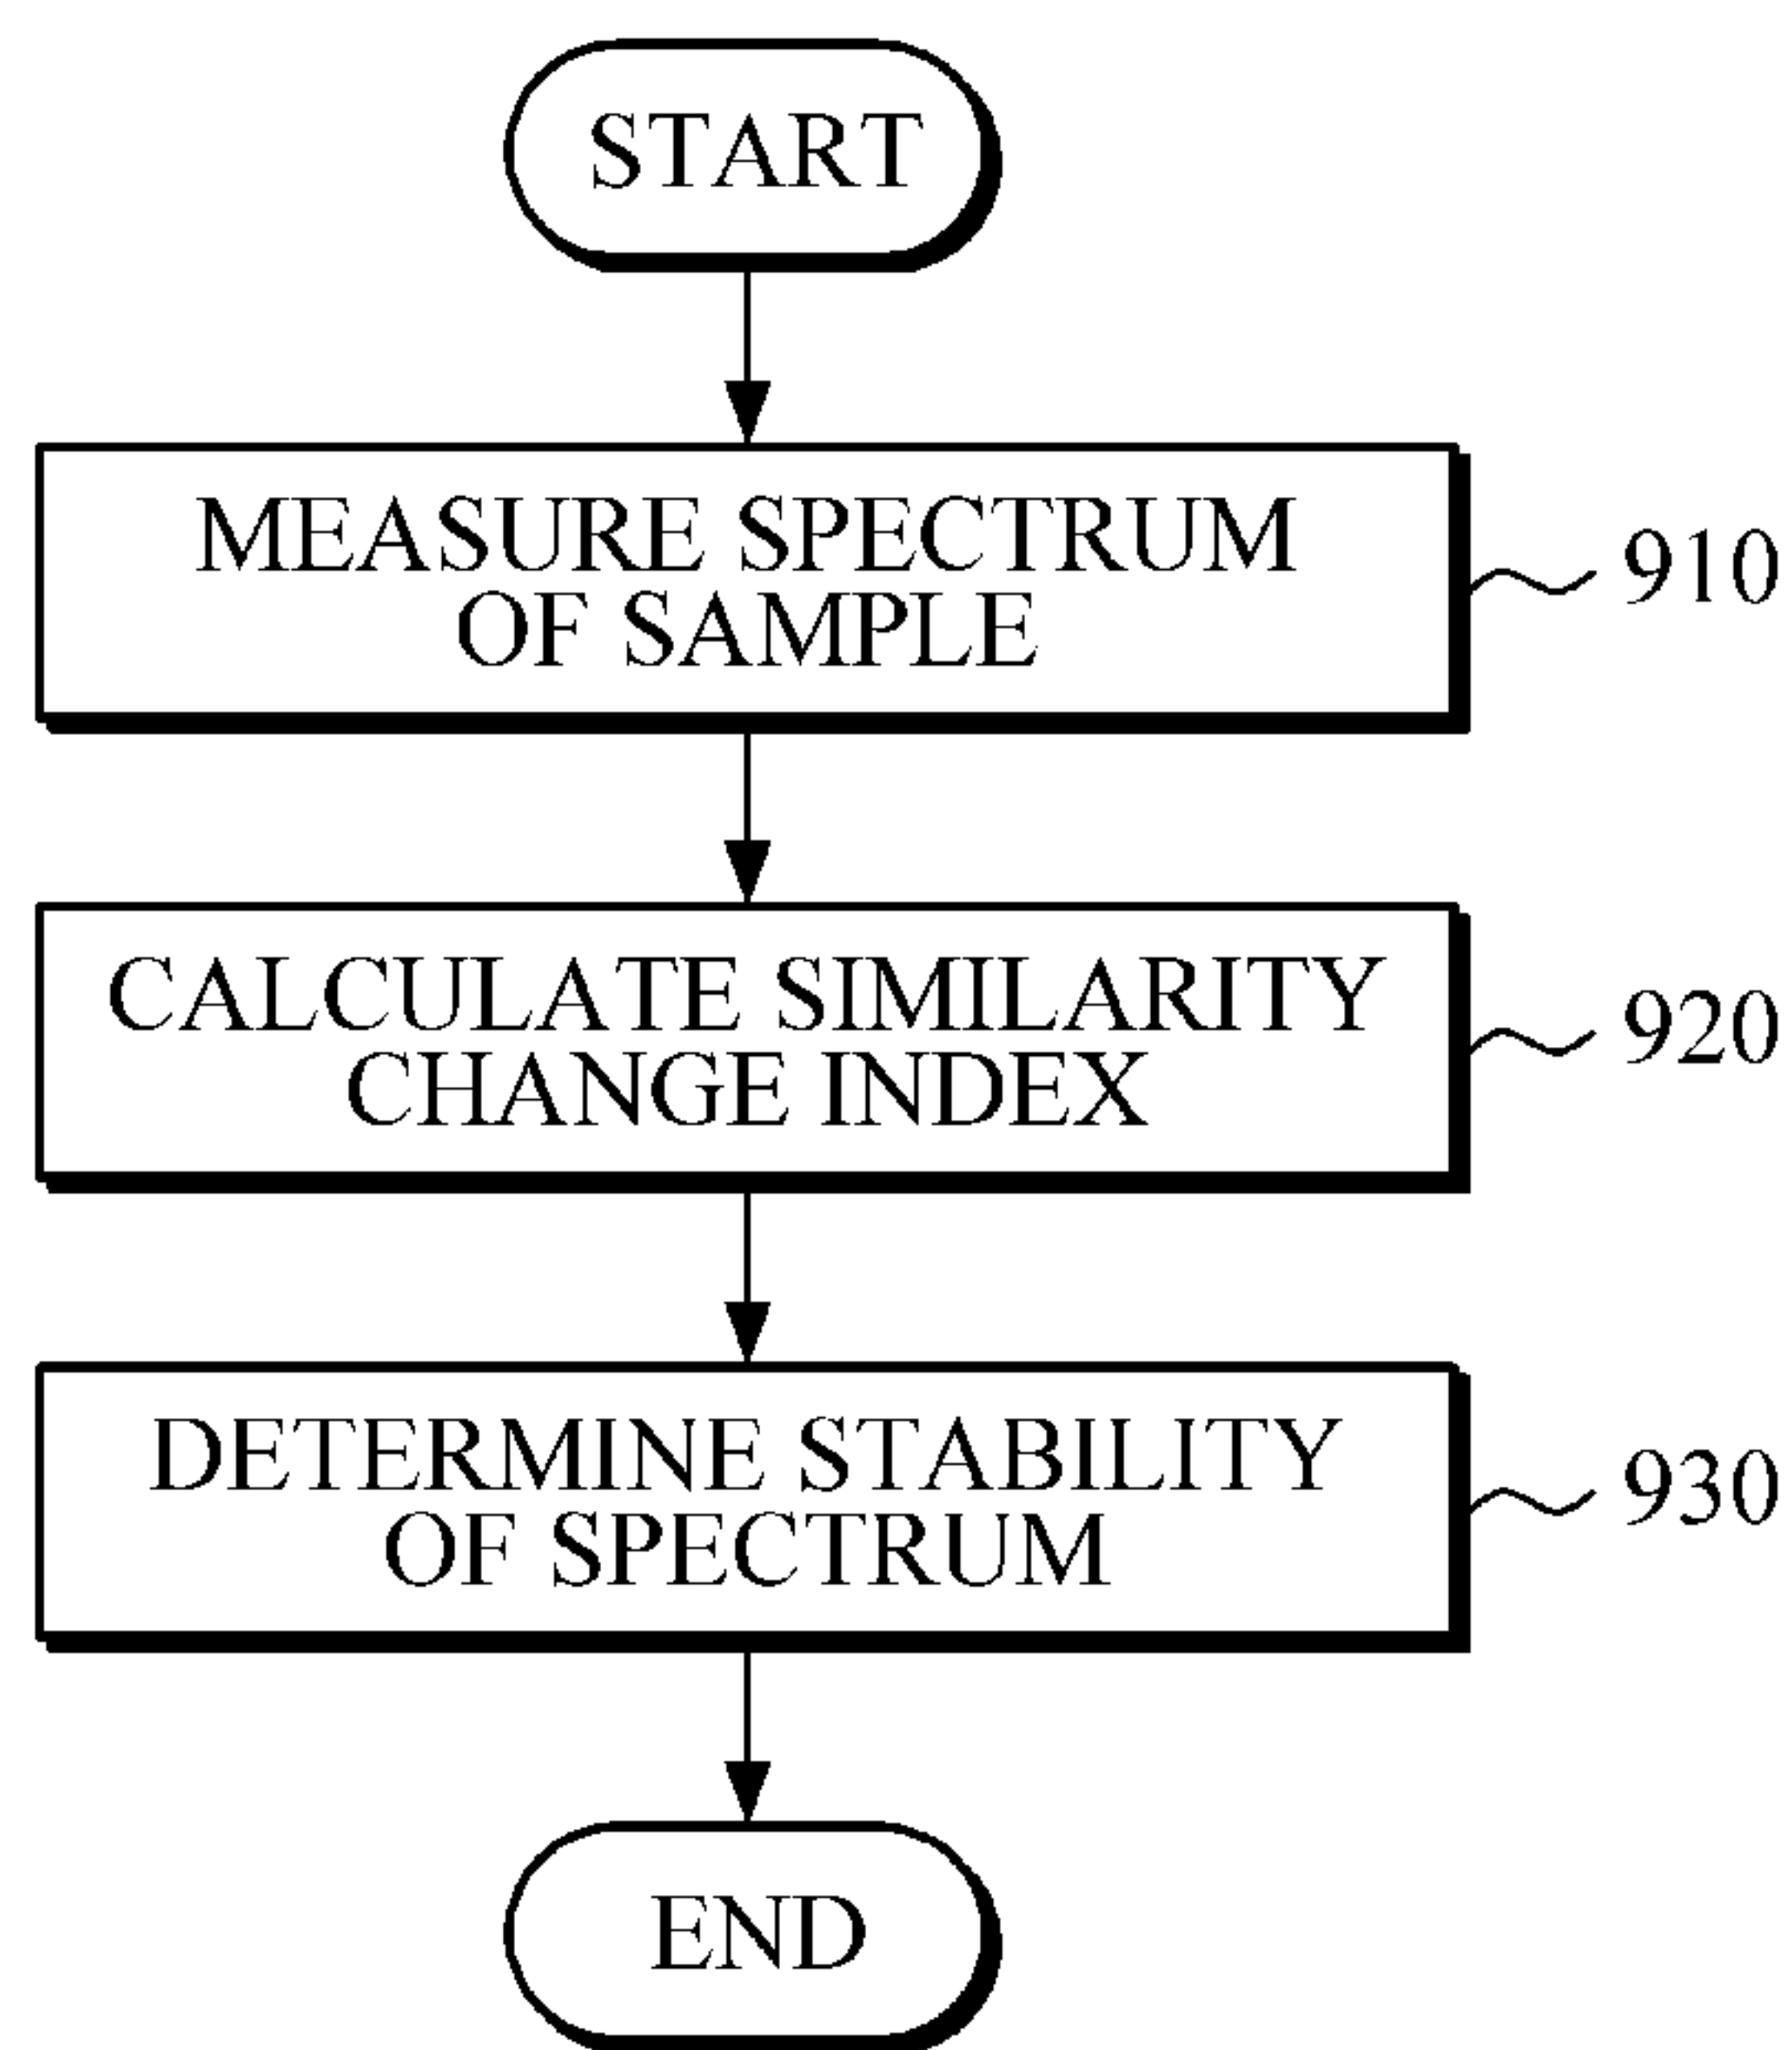 START
MEASURE SPECTRUM
OF SAMPLE
910
CALCULATE SIMILARITY
CHANGE INDEX
920
DETERMINE STABILITY
OF SPECTRUM
930
END